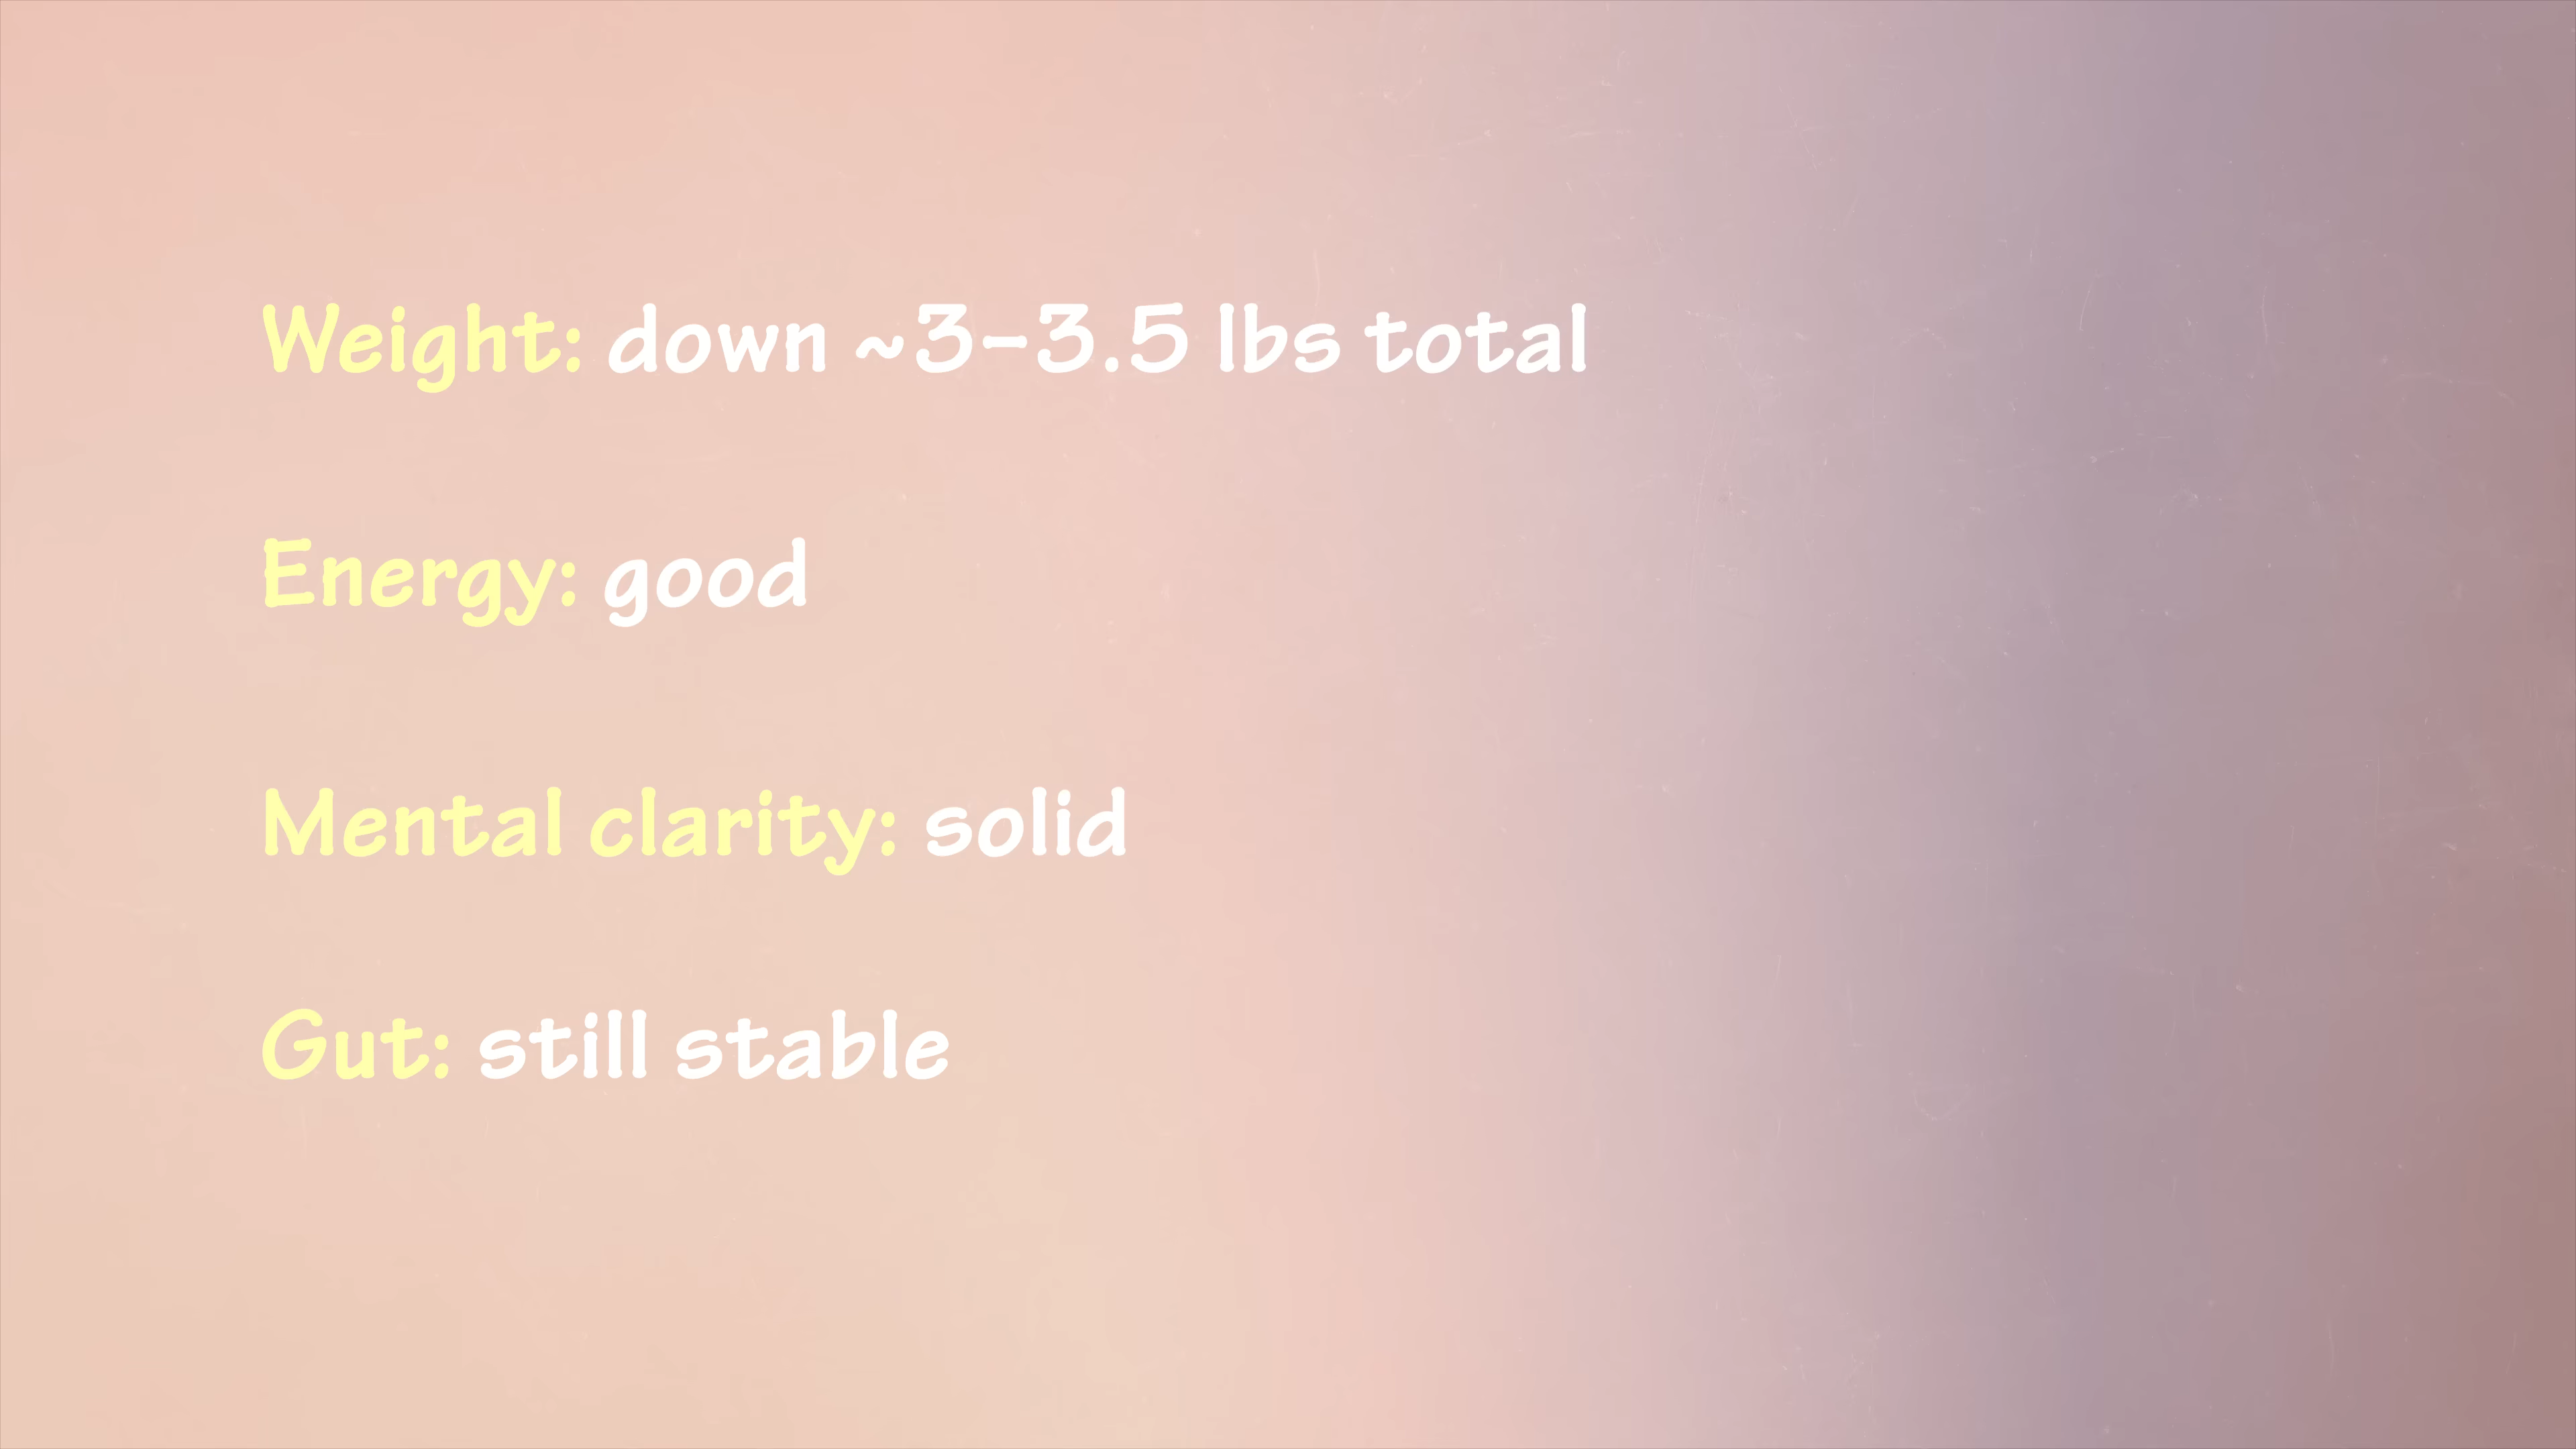 Weight: down ~3-3.5 lbs total
Energy: good
Mental clarity: solid
Gut: still stable